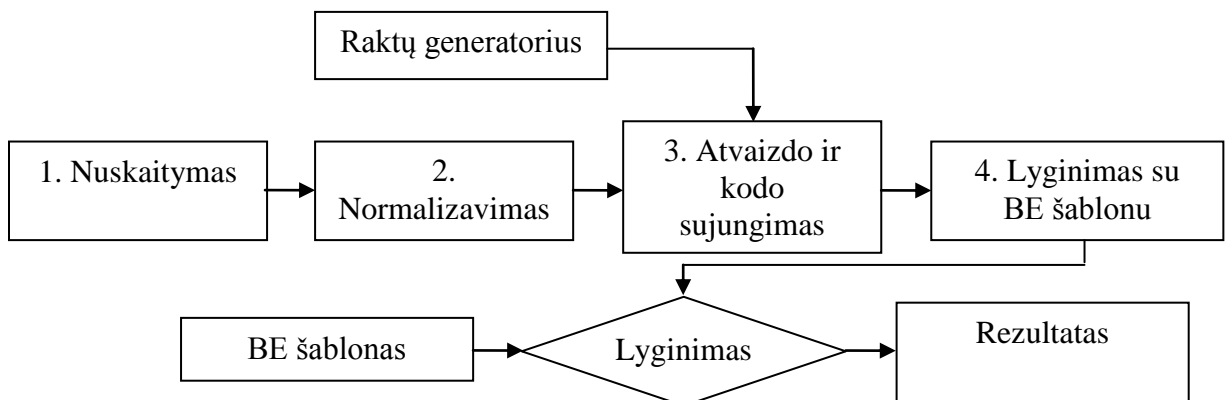 Raktų generatorius
1. Nuskaitymas
2.
Normalizavimas
3. Atvaizdo ir
kodo
sujungimas
4. Lyginimas su
BE šablonu
BE šablonas
Lyginimas
Rezultatas